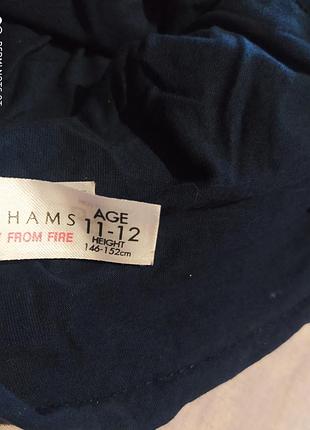 HAMS
FROM FIRE
AGE
11-12
HEIGHT
146-152cm